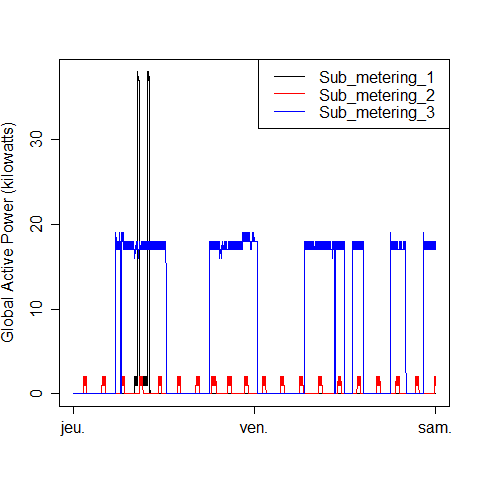 Sub_metering_1
Sub_metering_2
Sub_metering_3
Global Active Power (kilowatts)
30
20
10
0
jeu.
ven.
sam.